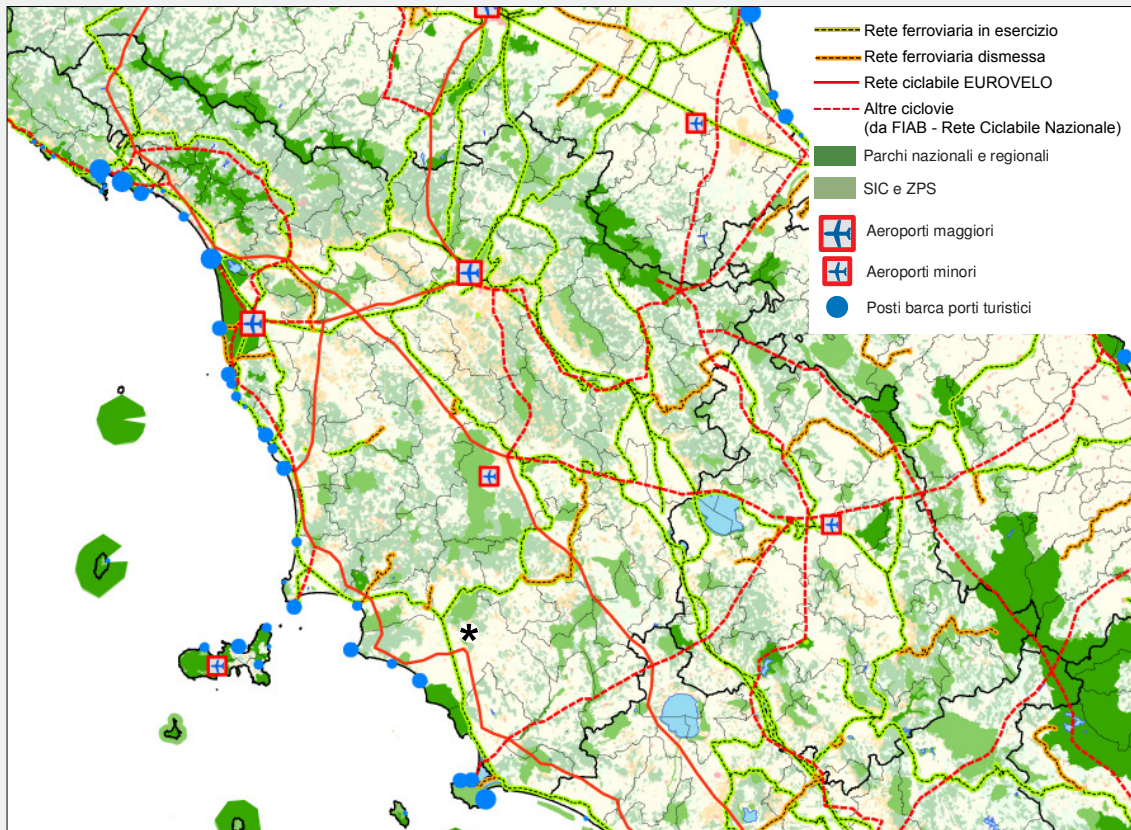 Rete ferroviaria in esercizio
Rete ferroviaria dismessa
Rete ciclabile EUROVELO
Altre ciclovie
(da FIAB - Rete Ciclabile Nazionale)
Parchi nazionali e regionali
SIC e ZPS
Aeroporti maggiori
Aeroporti minori
Posti barca porti turistici
*